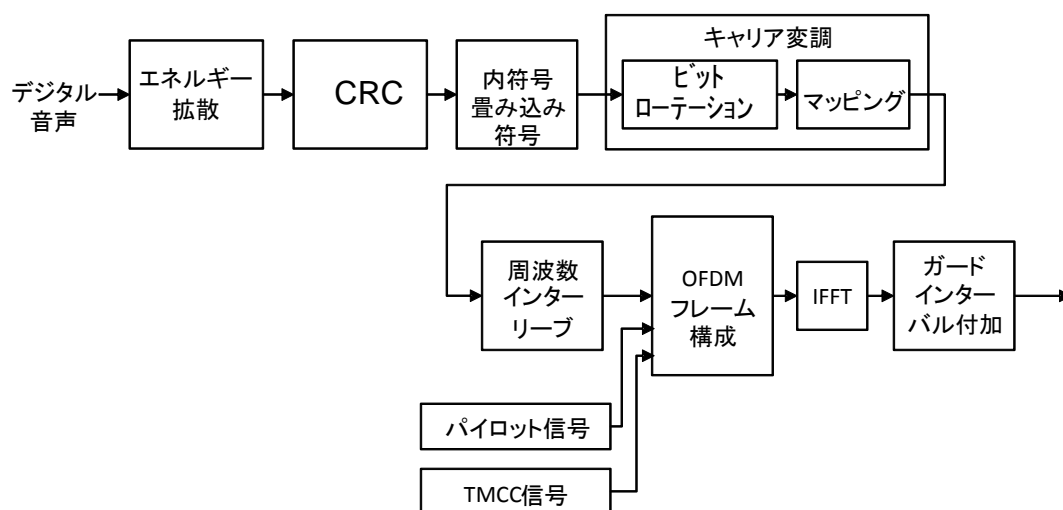 キャリア変調
デジタル
音声
エネルギー
拡散
CRC
内符号
畳み込み
符号
ビット
ローテーション
マッピング
周波数
インター
リーブ
OFDM
フレーム
構成
IFFT
ガード
インター
バル付加
パイロット信号
TMCC信号